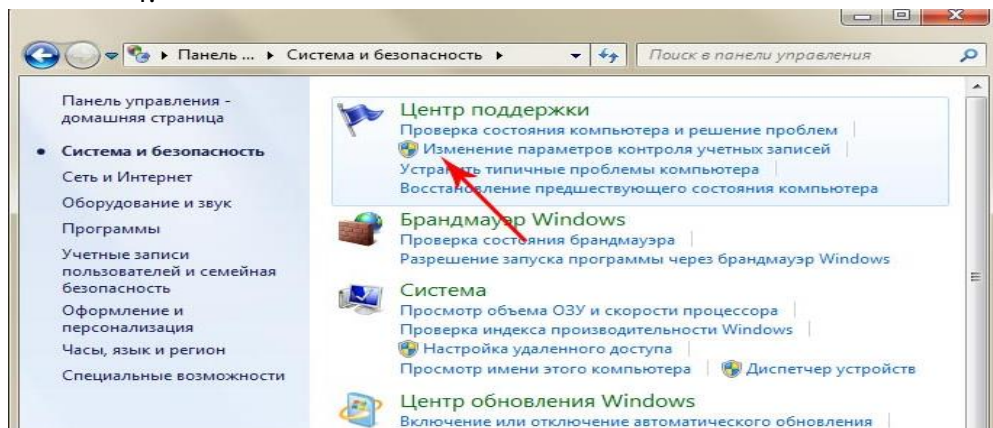 Панель ... Система и безопасность
Поиск в панели управления
Панель управления -
домашняя страница
Система и безопасность
Сеть и Интернет
Оборудование и звук
Программы
Учетные записи
пользователей и семейная
безопасность
Оформление и
персонализация
Часы, язык и регион
Специальные возможности
Центр поддержки
Проверка состояния компьютера и решение проблем
Изменение параметров контроля учетных записей
Устранить типичные проблемы компьютера
Восстановление предшествующего состояния компьютера
Брандмауэр Windows
Проверка состояния брандмауэра
Разрешение запуска программы через брандмауэр Windows
Система
Просмотр объема ОЗУ и скорости процессора
Проверка индекса производительности Windows
Настройка удаленного доступа
Просмотр имени этого компьютера Диспетчер устройств
Центр обновления Windows
Включение или отключение автоматического обновления